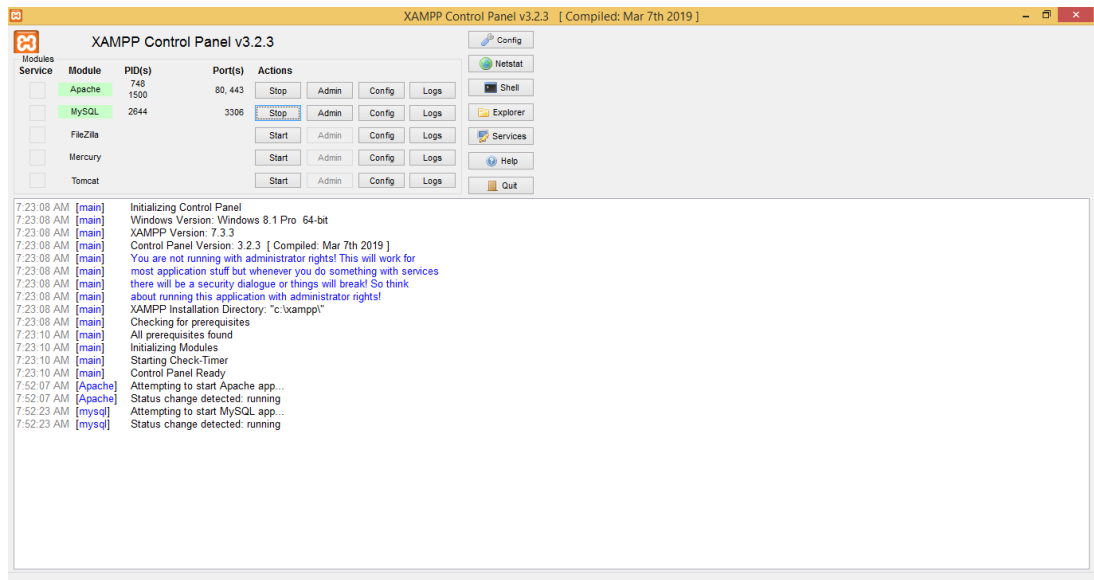 XAMPP Control Panel v3.2.3 [ Compiled: Mar 7th 2019 ]
XAMPP Control Panel v3.2.3
Config
Modules
Service Module PID(s) Port(s) Actions
Netstat
Apache 748 1500 80, 443 Stop Admin Config Logs
Shell
MySQL 2644 3306 Stop Admin Config Logs
Explorer
FileZilla Start Admin Config Logs
Services
Mercury Start Admin Config Logs
Help
Tomcat Start Admin Config Logs
Quit
7:23:08 AM [main] Initializing Control Panel
7:23:08 AM [main] Windows Version: Windows 8.1 Pro 64-bit
7:23:08 AM [main] XAMPP Version: 7.3.3
7:23:08 AM [main] Control Panel Version: 3.2.3 [ Compiled: Mar 7th 2019 ]
7:23:08 AM [main] You are not running with administrator rights! This will work for
7:23:08 AM [main] most application stuff but whenever you do something with services
7:23:08 AM [main] there will be a security dialogue or things will break! So think
7:23:08 AM [main] about running this application with administrator rights!
7:23:08 AM [main] XAMPP Installation Directory: "c:\xampp\"
7:23:08 AM [main] Checking for prerequisites
7:23:10 AM [main] All prerequisites found
7:23:10 AM [main] Initializing Modules
7:23:10 AM [main] Starting Check-Timer
7:23:10 AM [main] Control Panel Ready
7:52:07 AM [Apache] Attempting to start Apache app...
7:52:07 AM [Apache] Status change detected: running
7:52:23 AM [mysql] Attempting to start MySQL app...
7:52:23 AM [mysql] Status change detected: running